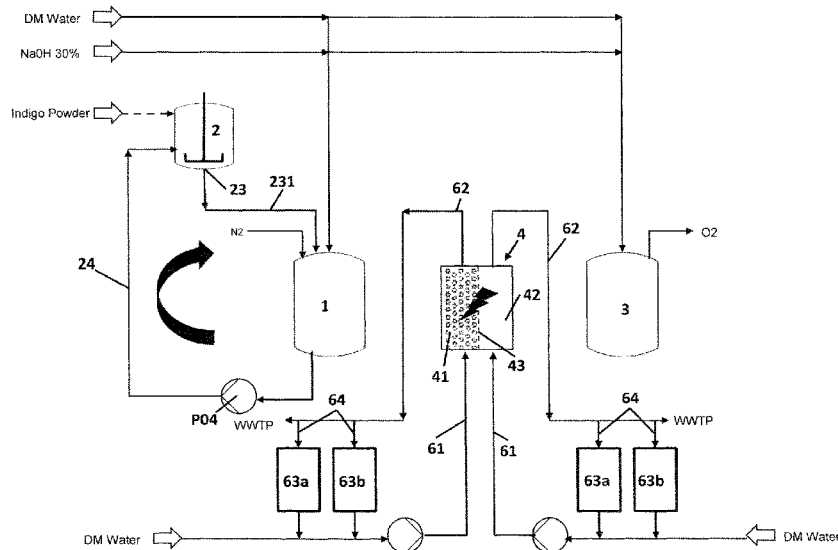 DM Water
Na0H 30%
Indigo Powder
2
23
231
62
4
62
N2
O2
24
1
42
3
41
43
P04
64
64
WWTP
WWTP
61
61
63a
63b
63a
63b
DM Water
DM Water